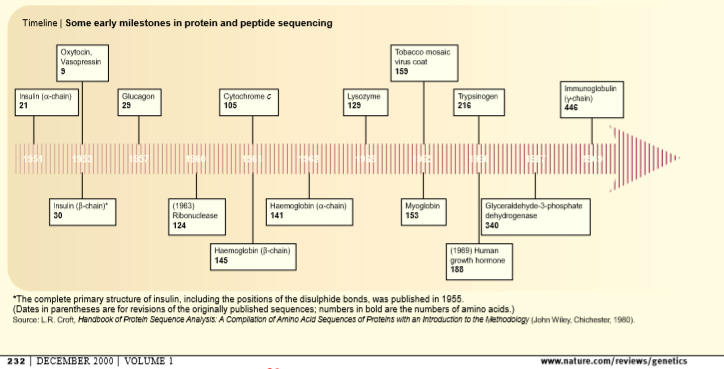 Timeline | Some early milestones in protein and peptide sequencing
Oxytocin,
Vasopressin
9
Tobacco mosaic
virus coat
159
Insulin (α-chain)
21
Glucagon
29
Cytochrome c
105
Lysozyme
129
Trypsinogen
216
Immunoglobulin
(γ-chain)
446
Insulin (β-chain)*
30
(1963)
Ribonuclease
124
Haemoglobin (α-chain)
141
Myoglobin
153
Glyceraldehyde-3-phosphate
dehydrogenase
340
Haemoglobin (β-chain)
145
(1969) Human
growth hormone
188
*The complete primary structure of insulin, including the positions of the disulphide bonds, was published in 1955.
(Dates in parentheses are for revisions of the originally published sequences; numbers in bold are the numbers of amino acids.)
Source: L.R. Croft, Handbook of Protein Sequence Analysis: A Compilation of Amino Acid Sequences of Proteins with an Introduction to the Methodology (John Wiley, Chichester, 1980).
232 | DECEMBER 2000 | VOLUME 1
www.nature.com/reviews/genetics